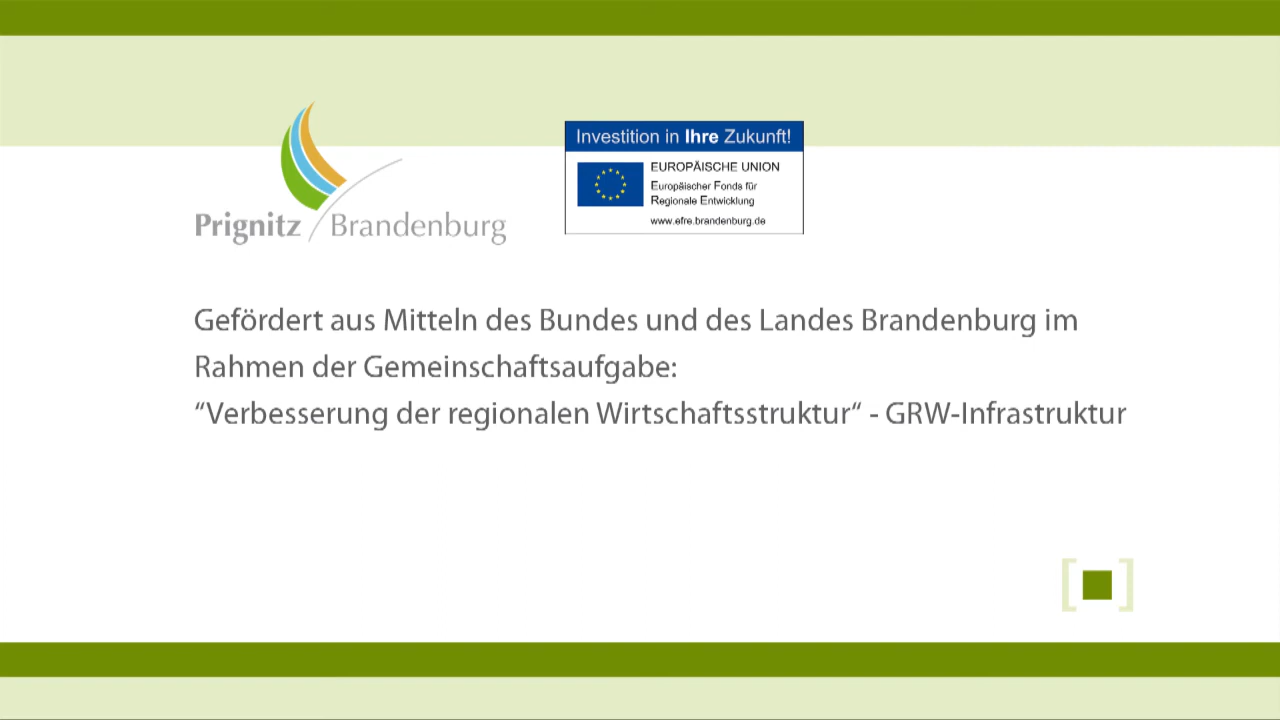 Prignitz Brandenburg
Investition in Ihre Zukunft!
EUROPÄISCHE UNION
Europäischer Fonds für
Regionale Entwicklung
www.efre.brandenburg.de
Gefördert aus Mitteln des Bundes und des Landes Brandenburg im
Rahmen der Gemeinschaftsaufgabe:
“Verbesserung der regionalen Wirtschaftsstruktur“ - GRW-Infrastruktur